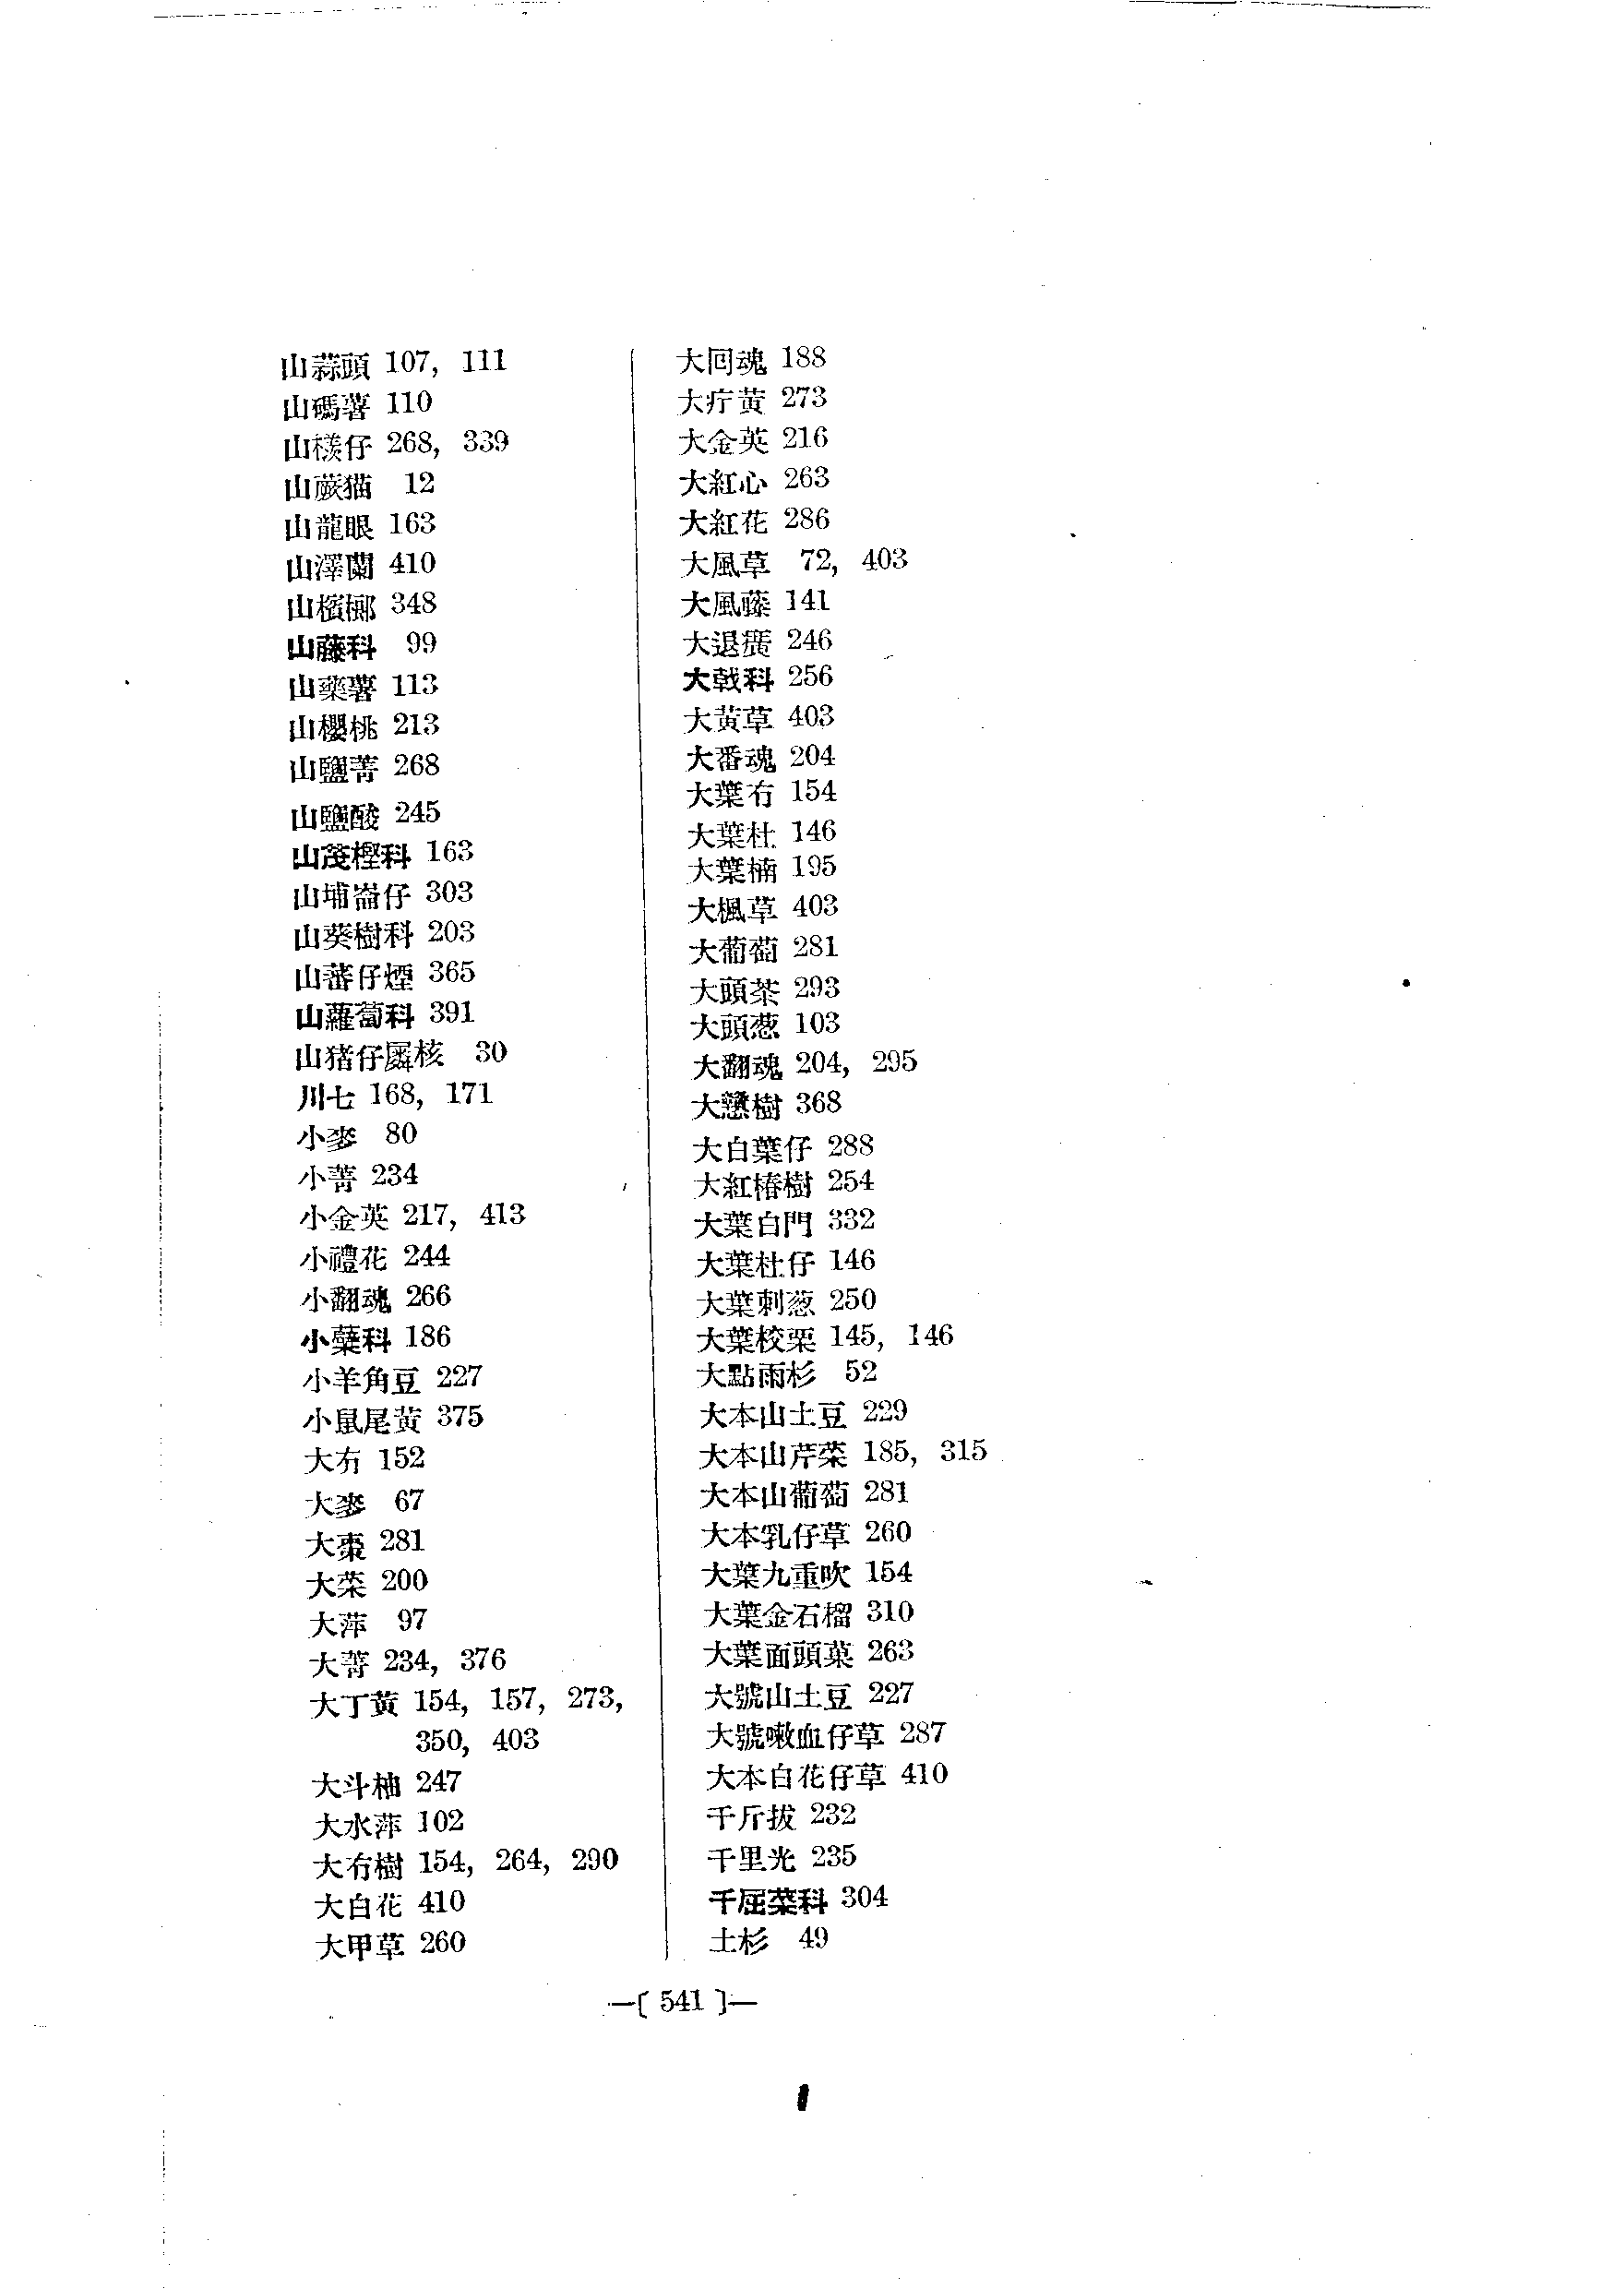 山蒜頭 107, 111
山碼薯 110
山檨仔 268, 339
山蕨猫 12
山龍眼 163
山澤蘭 410
山檳榔 348
山藤科 99
山藥薯 113
山櫻桃 213
山鹽菁 268
山鹽酸 245
山茂樫科 163
山埔崙仔 303
山葵樹科 203
山蕃仔煙 365
山蘿蔔科 391
山猪仔羼核 30
川七 168, 171
小麥 80
小菁 234
小金英 217, 413
小禮花 244
小翻魂 266
小蘗科 186
小羊角豆 227
小鼠尾黄 375
大冇 152
大麥 67
大棗 281
大菜 200
大萍 97
大菁 234, 376
大丁黄 154, 157, 273,
350, 403
大斗柚 247
大水萍 102
大冇樹 154, 264, 290
大白花 410
大甲草 260
大回魂 188
大疔黄 273
大金英 216
大紅心 263
大紅花 286
大風草 72, 403
大風藤 141
大退癀 246
大戟科 256
大黄草 403
大番魂 204
大葉冇 154
大葉杜 146
大葉楠 195
大楓草 403
大葡萄 281
大頭茶 293
大頭葱 103
大翻魂 204, 295
大戇樹 368
大白葉仔 288
大紅椿樹 254
大葉白門 332
大葉杜仔 146
大葉刺葱 250
大葉校栗 145, 146
大點雨杉 52
大本山土豆 229
大本山芹菜 185, 315
大本山葡萄 281
大本乳仔草 260
大葉九重吹 154
大葉金石榴 310
大葉面頭菓 263
大號山土豆 227
大號嗽血仔草 287
大本白花仔草 410
千斤拔 232
千里光 235
千屈菜科 304
土杉 49
—[ 541 ]—